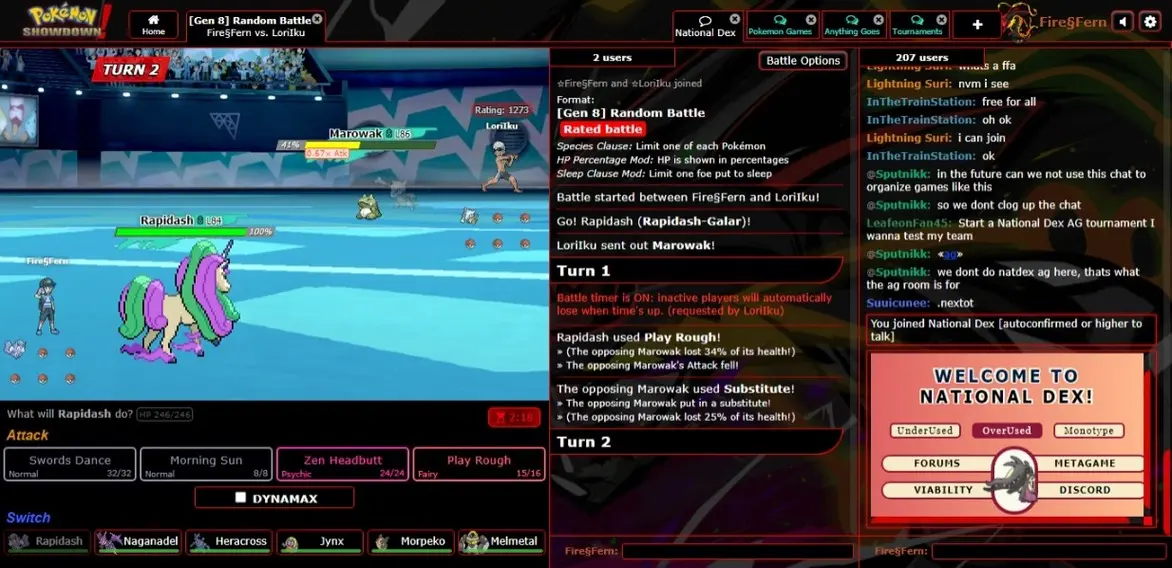 Pokémon
SHOWDOWN!
Home
[Gen 8] Random Battle
Fire§Fern vs. LoriIku
National Dex
Pokemon Games
Anything Goes
Tournaments
+
Fire§Fern
TURN 2
Rating: 1273
LoriIku
Marowak L86
41%
0.67× Atk
Rapidash L84
100%
Fire§Fern
What will Rapidash do? HP 246/246
2:18
Attack
Swords Dance
Normal 32/32
Morning Sun
Normal 8/8
Zen Headbutt
Psychic 24/24
Play Rough
Fairy 15/16
DYNAMAX
Switch
Rapidash
Naganadel
Heracross
Jynx
Morpeko
Melmetal
2 users
Battle Options
☆Fire§Fern and ☆LoriIku joined
Format:
[Gen 8] Random Battle
Rated battle
Species Clause: Limit one of each Pokémon
HP Percentage Mod: HP is shown in percentages
Sleep Clause Mod: Limit one foe put to sleep
Battle started between Fire§Fern and LoriIku!
Go! Rapidash (Rapidash-Galar)!
LoriIku sent out Marowak!
Turn 1
Battle timer is ON: inactive players will automatically
lose when time's up. (requested by LoriIku)
Rapidash used Play Rough!
» (The opposing Marowak lost 34% of its health!)
» The opposing Marowak's Attack fell!
The opposing Marowak used Substitute!
» The opposing Marowak put in a substitute!
» (The opposing Marowak lost 25% of its health!)
Turn 2
Fire§Fern:
207 users
Lightning Suri: whats a ffa
Lightning Suri: nvm i see
InTheTrainStation: free for all
InTheTrainStation: oh ok
Lightning Suri: i can join
InTheTrainStation: ok
@Sputnikk: in the future can we not use this chat to
organize games like this
@Sputnikk: so we dont clog up the chat
LeafeonFan45: Start a National Dex AG tournament I
wanna test my team
@Sputnikk: «ag»
@Sputnikk: we dont do natdex ag here, thats what
the ag room is for
Suuicunee: .nextot
You joined National Dex [autoconfirmed or higher to
talk]
WELCOME TO
NATIONAL DEX!
UnderUsed
OverUsed
Monotype
FORUMS
METAGAME
VIABILITY
DISCORD
Fire§Fern: